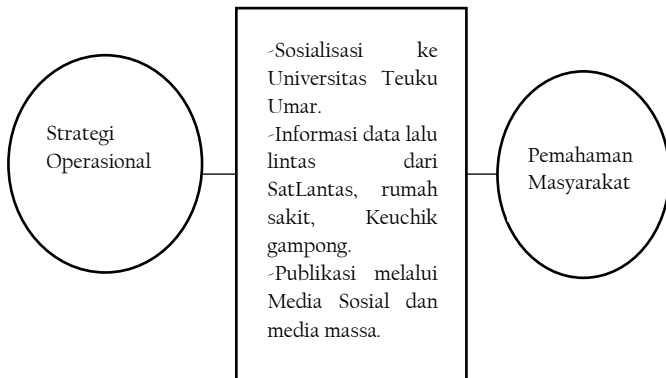 Strategi
Operasional
-Sosialisasi ke
Universitas Teuku
Umar.
-Informasi data lalu
lintas dari
SatLantas, rumah
sakit, Keuchik
gampong.
-Publikasi melalui
Media Sosial dan
media massa.
Pemahaman
Masyarakat